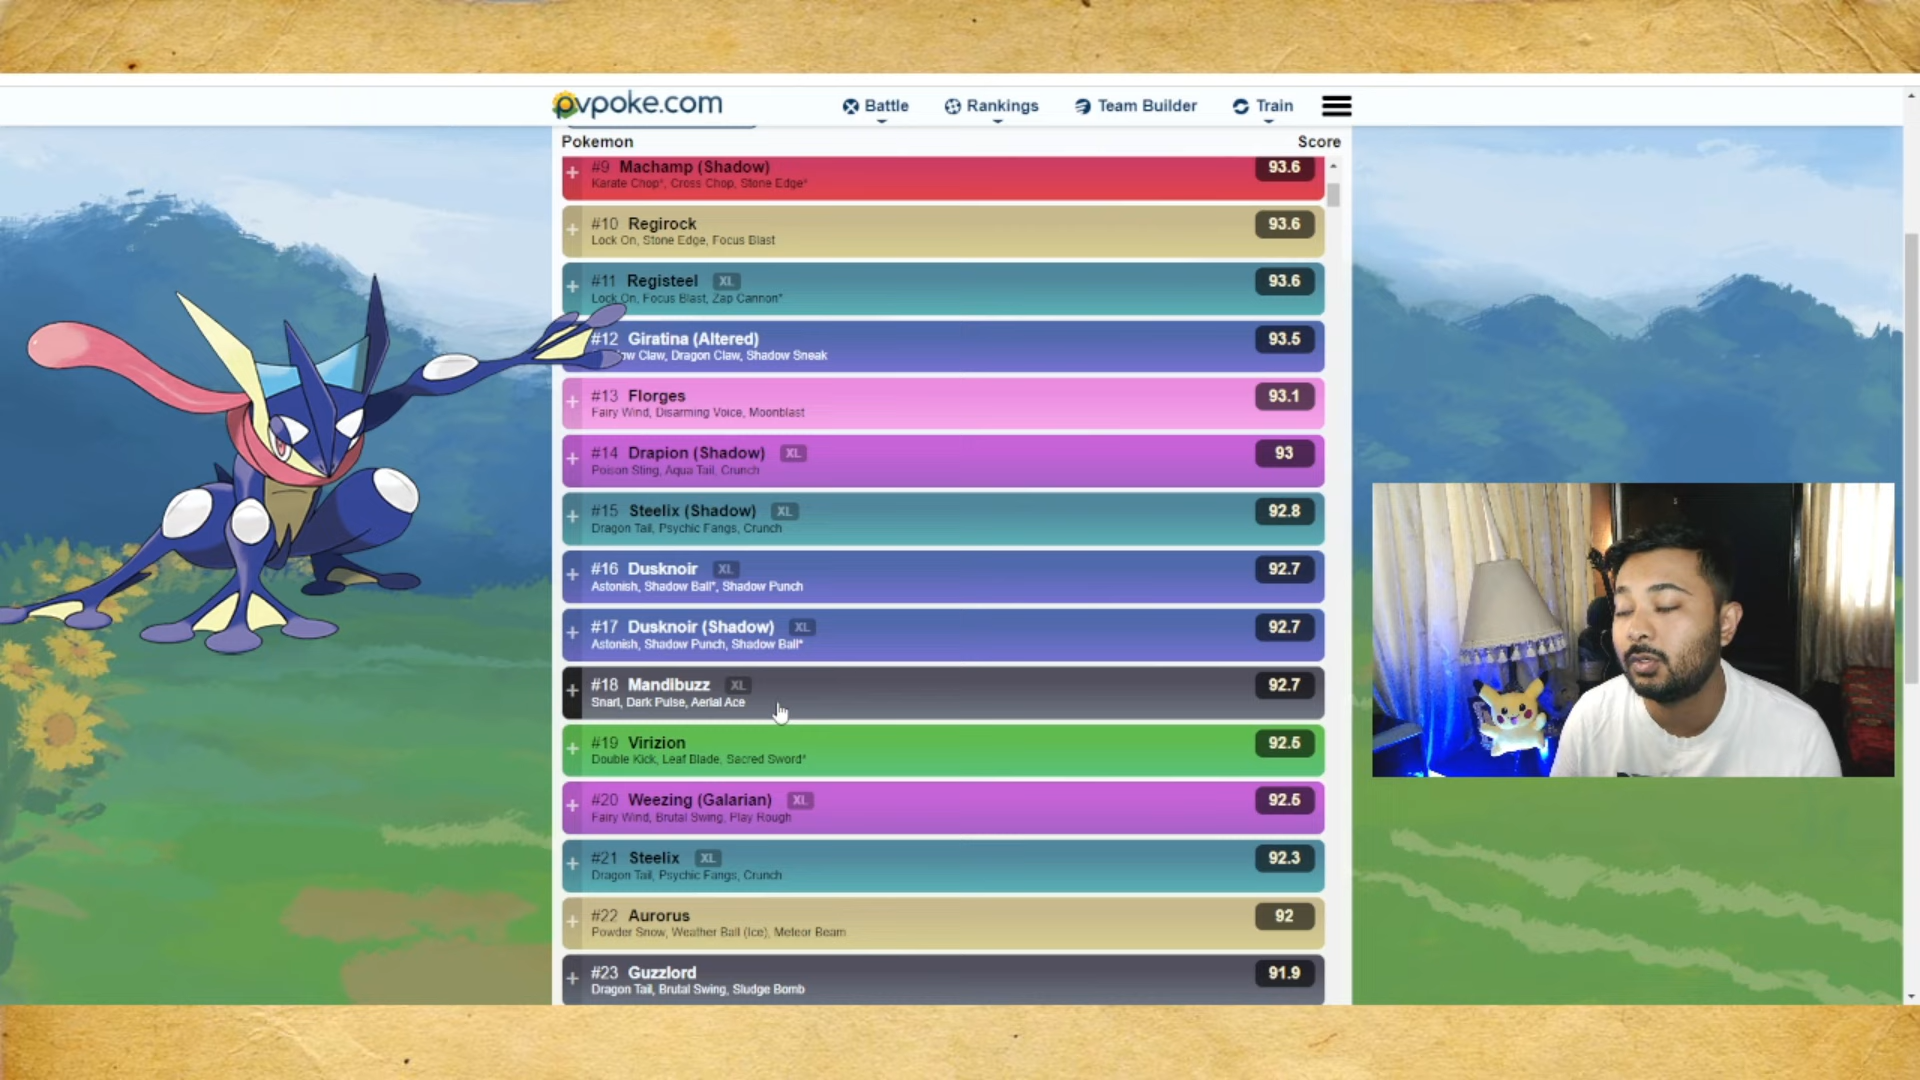 pvpoke.com
Battle Rankings Team Builder Train
Pokemon Score
#9 Machamp (Shadow) 93.6
Karate Chop*, Cross Chop, Stone Edge*
#10 Regirock 93.6
Lock On, Stone Edge, Focus Blast
#11 Registeel XL 93.6
Lock On, Focus Blast, Zap Cannon*
#12 Giratina (Altered) 93.5
Claw, Dragon Claw, Shadow Sneak
#13 Florges 93.1
Fairy Wind, Disarming Voice, Moonblast
#14 Drapion (Shadow) XL 93
Poison Sting, Aqua Tail, Crunch
#15 Steelix (Shadow) XL 92.8
Dragon Tail, Psychic Fangs, Crunch
#16 Dusknoir XL 92.7
Astonish, Shadow Ball*, Shadow Punch
#17 Dusknoir (Shadow) XL 92.7
Astonish, Shadow Punch, Shadow Ball*
#18 Mandibuzz XL 92.7
Snarl, Dark Pulse, Aerial Ace
#19 Virizion 92.5
Double Kick, Leaf Blade, Sacred Sword*
#20 Weezing (Galarian) XL 92.5
Fairy Wind, Brutal Swing, Play Rough
#21 Steelix XL 92.3
Dragon Tail, Psychic Fangs, Crunch
#22 Aurorus 92
Powder Snow, Weather Ball (Ice), Meteor Beam
#23 Guzzlord 91.9
Dragon Tail, Brutal Swing, Sludge Bomb